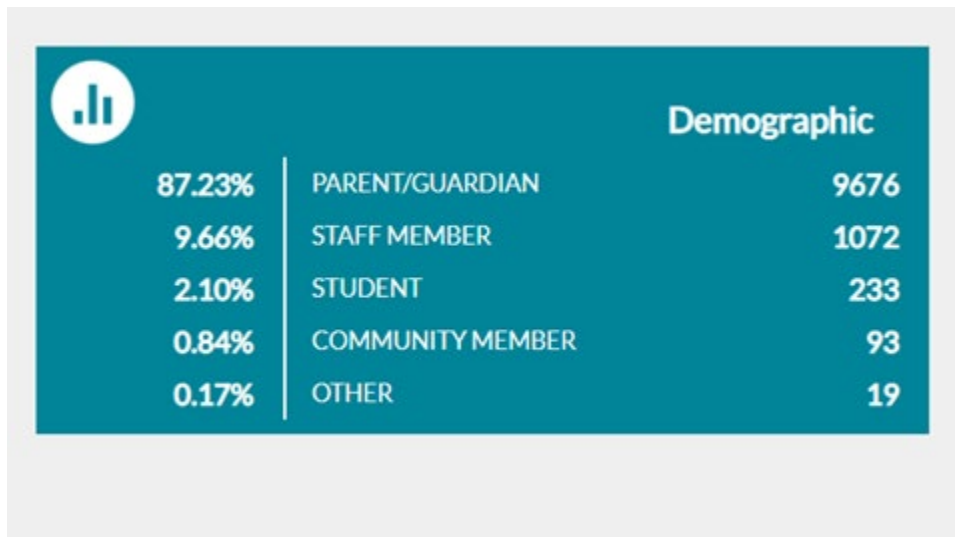 Demographic
87.23% PARENT/GUARDIAN 9676
9.66% STAFF MEMBER 1072
2.10% STUDENT 233
0.84% COMMUNITY MEMBER 93
0.17% OTHER 19